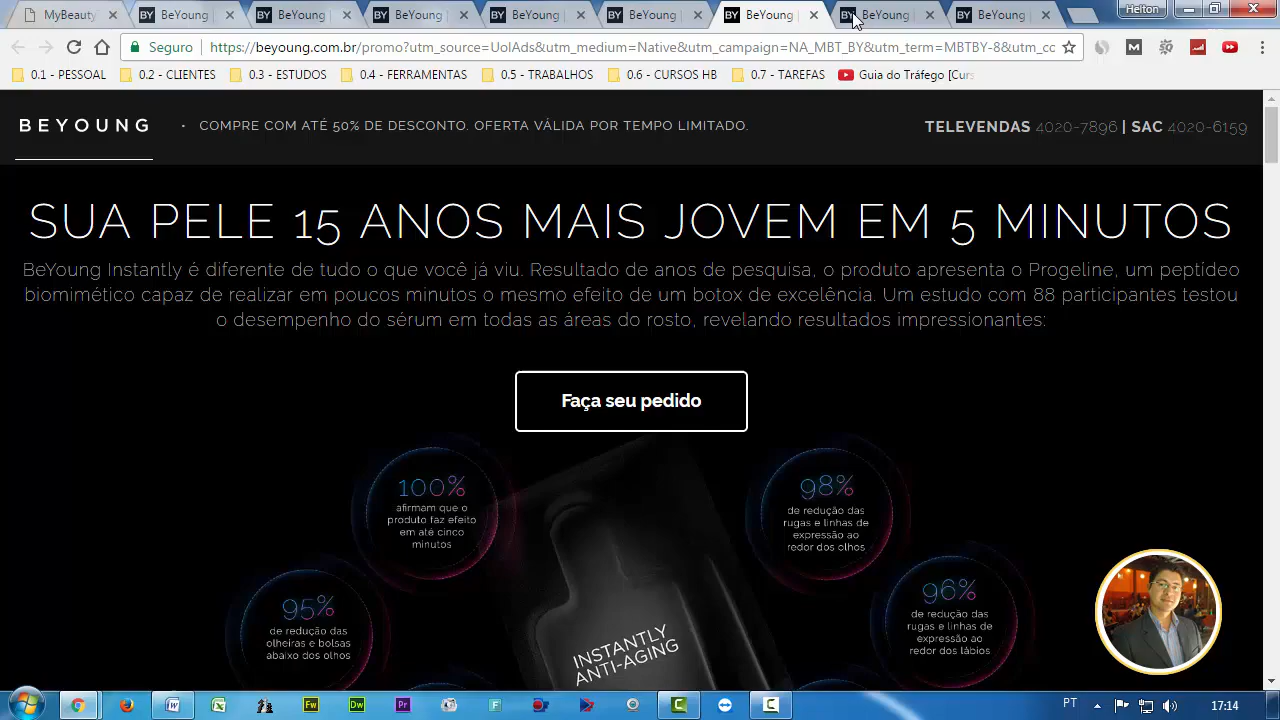 MyBeauty
BeYoung
BeYoung
BeYoung
BeYoung
BeYoung
BeYoung
BeYoung
BeYoung
Helton
Seguro
https://beyoung.com.br/promo?utm_source=solAds&utm_medium=Native&utm_campaign=NA_MBT_BY&utm_term=MBTBY-8&utm_cc
0.1 - PESSOAL
0.2 - CLIENTES
0.3 - ESTUDOS
0.4 - FERRAMENTAS
0.5 - TRABALHOS
0.6 - CURSOS HB
0.7 - TAREFAS
Guia do Tráfego [Curs
BEYOUNG
• COMPRE COM ATÉ 50% DE DESCONTO. OFERTA VÁLIDA POR TEMPO LIMITADO.
TELEVENDAS 4020-7896 | SAC 4020-6159
SUA PELE 15 ANOS MAIS JOVEM EM 5 MINUTOS
BeYoung Instantly é diferente de tudo o que você já viu. Resultado de anos de pesquisa, o produto apresenta o Progeline, um peptídeo
biomimético capaz de realizar em poucos minutos o mesmo efeito de um botox de excelência. Um estudo com 88 participantes testou
o desempenho do sérum em todas as áreas do rosto, revelando resultados impressionantes:
Faça seu pedido
100%
afirmam que o
produto faz efeito
em até cinco
minutos
98%
de redução das
rugas e linhas de
expressão ao
redor dos olhos
95%
de redução das
olheiras e bolsas
abaixo dos olhos
96%
de redução das
rugas e linhas de
expressão ao
redor dos lábios
INSTANTLY
ANTI-AGING
PT
17:14